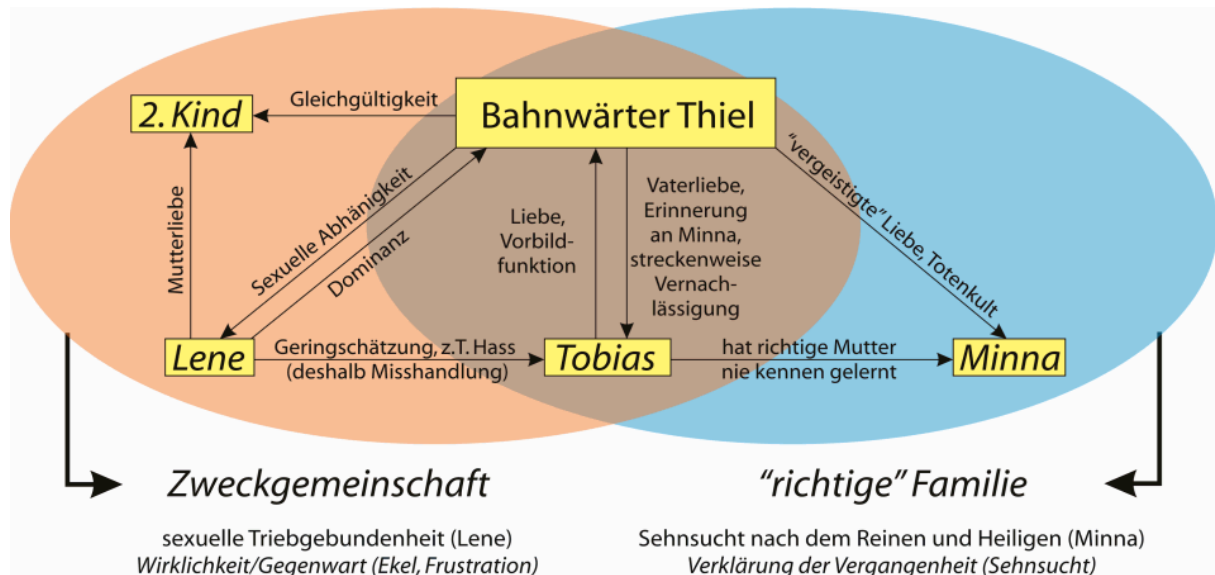 Gleichgültigkeit
2. Kind
Bahnwärter Thiel
Mutterliebe
Sexuelle Abhänigkeit
Dominanz
Liebe,
Vorbild-
funktion
Vaterliebe,
Erinnerung
an Minna,
streckenweise
Vernach-
lässigung
"vergeistigte" Liebe, Totenkult
Lene
Geringschätzung, z.T. Hass
(deshalb Misshandlung)
Tobias
hat richtige Mutter
nie kennen gelernt
Minna
Zweckgemeinschaft
"richtige" Familie
sexuelle Triebgebundenheit (Lene)
Wirklichkeit/Gegenwart (Ekel, Frustration)
Sehnsucht nach dem Reinen und Heiligen (Minna)
Verklärung der Vergangenheit (Sehnsucht)